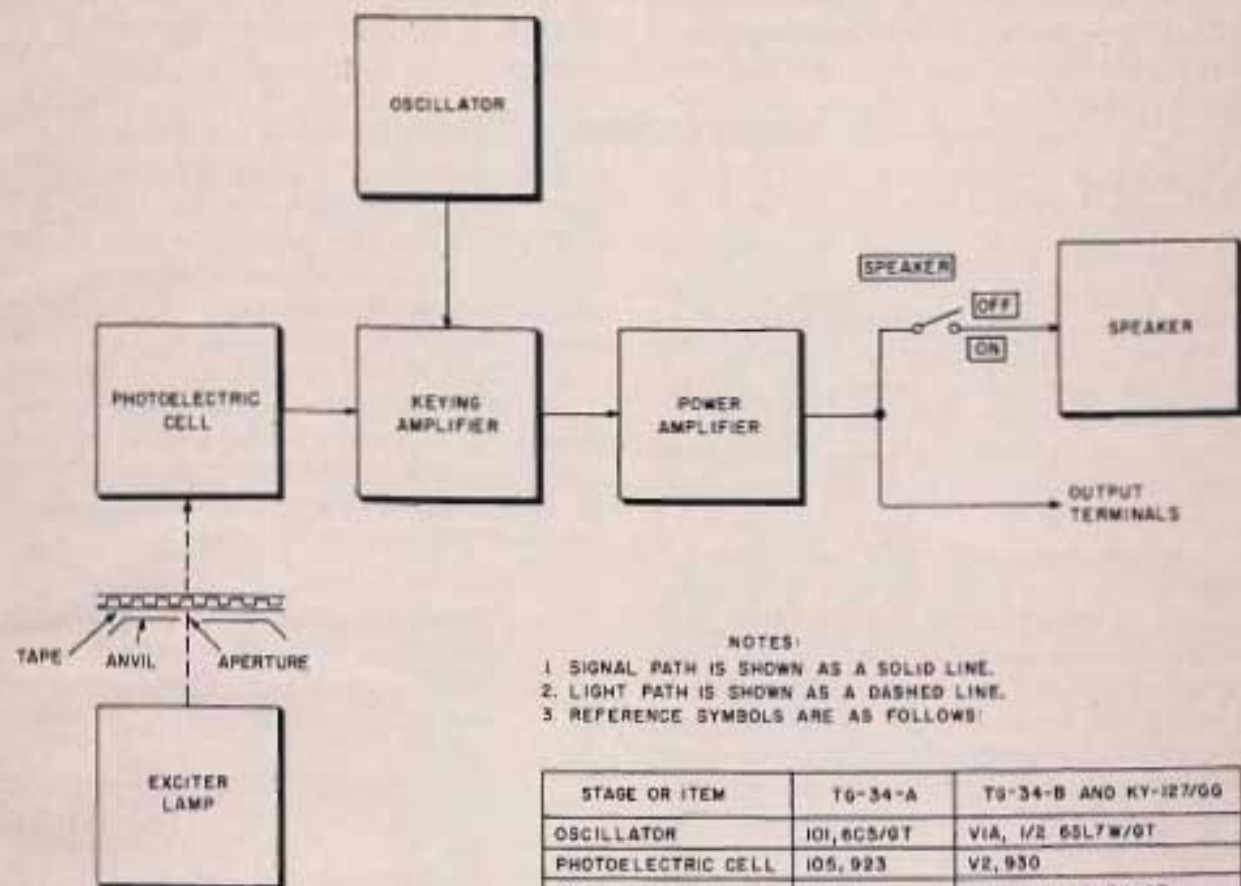 OSCILLATOR
SPEAKER
OFF
ON
SPEAKER
PHOTOELECTRIC
CELL
KEYING
AMPLIFIER
POWER
AMPLIFIER
OUTPUT
TERMINALS
TAPE
ANVIL
APERTURE
EXCITER
LAMP
NOTES:
1 SIGNAL PATH IS SHOWN AS A SOLID LINE.
2. LIGHT PATH IS SHOWN AS A DASHED LINE.
3. REFERENCE SYMBOLS ARE AS FOLLOWS:
STAGE OR ITEM TG-34-A TG-34-B AND KY-127/GG
OSCILLATOR 101, 6C5/GT V1A, 1/2 6SL7W/GT
PHOTOELECTRIC CELL 105, 923 V2, 930